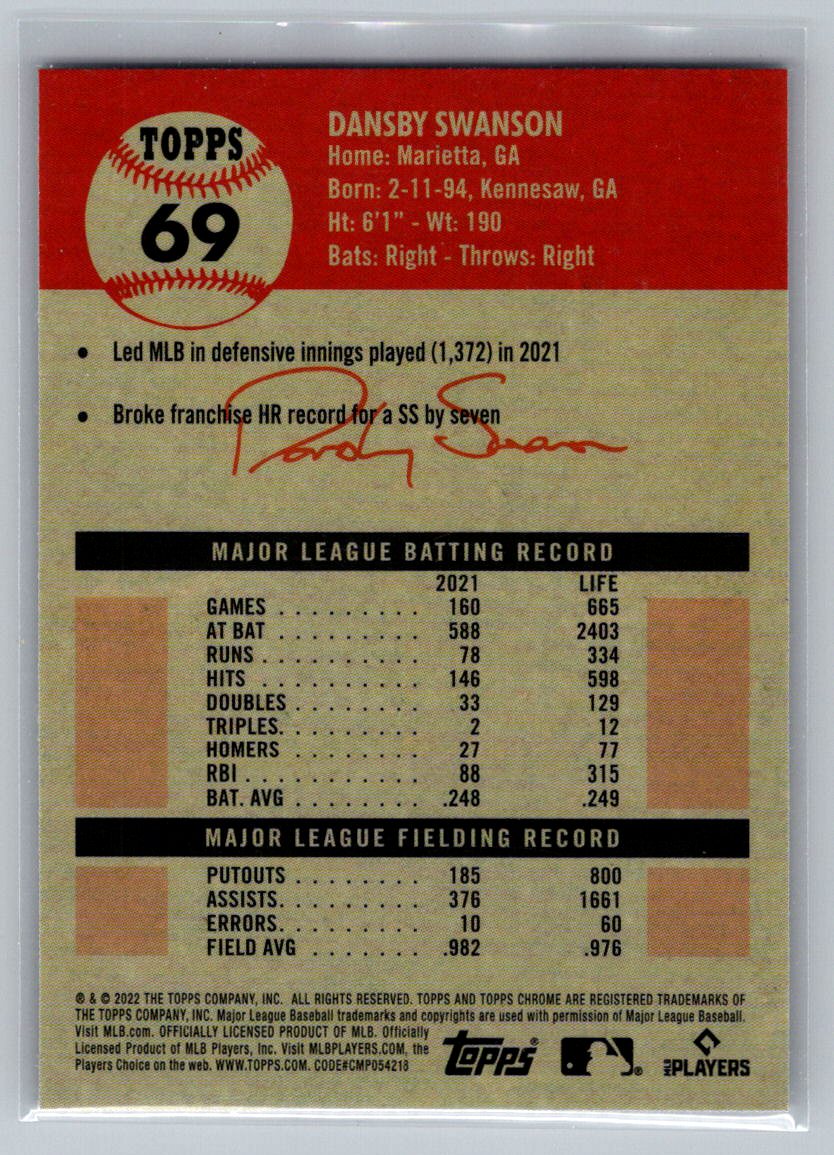 TOPPS
69
DANSBY SWANSON
Home: Marietta, GA
Born: 2-11-94, Kennesaw, GA
Ht: 6'1" - Wt: 190
Bats: Right - Throws: Right
• Led MLB in defensive innings played (1,372) in 2021
• Broke franchise HR record for a SS by seven
Dansby Swanson
MAJOR LEAGUE BATTING RECORD
2021 LIFE
GAMES . . . . . . . . . 160 665
AT BAT . . . . . . . . . 588 2403
RUNS . . . . . . . . . . 78 334
HITS . . . . . . . . . . 146 598
DOUBLES . . . . . . . . 33 129
TRIPLES. . . . . . . . . 2 12
HOMERS . . . . . . . . 27 77
RBI . . . . . . . . . . . 88 315
BAT. AVG . . . . . . . . .248 .249
MAJOR LEAGUE FIELDING RECORD
PUTOUTS . . . . . . . . 185 800
ASSISTS. . . . . . . . . 376 1661
ERRORS. . . . . . . . . 10 60
FIELD AVG . . . . . . . .982 .976
® & © 2022 THE TOPPS COMPANY, INC. ALL RIGHTS RESERVED. TOPPS AND TOPPS CHROME ARE REGISTERED TRADEMARKS OF
THE TOPPS COMPANY, INC. Major League Baseball trademarks and copyrights are used with permission of Major League Baseball.
Visit MLB.com. OFFICIALLY LICENSED PRODUCT OF MLB. Officially
Licensed Product of MLB Players, Inc. Visit MLBPLAYERS.COM, the
Players Choice on the web. WWW.TOPPS.COM. CODE#CMP054218
Topps® ® MLB PLAYERS